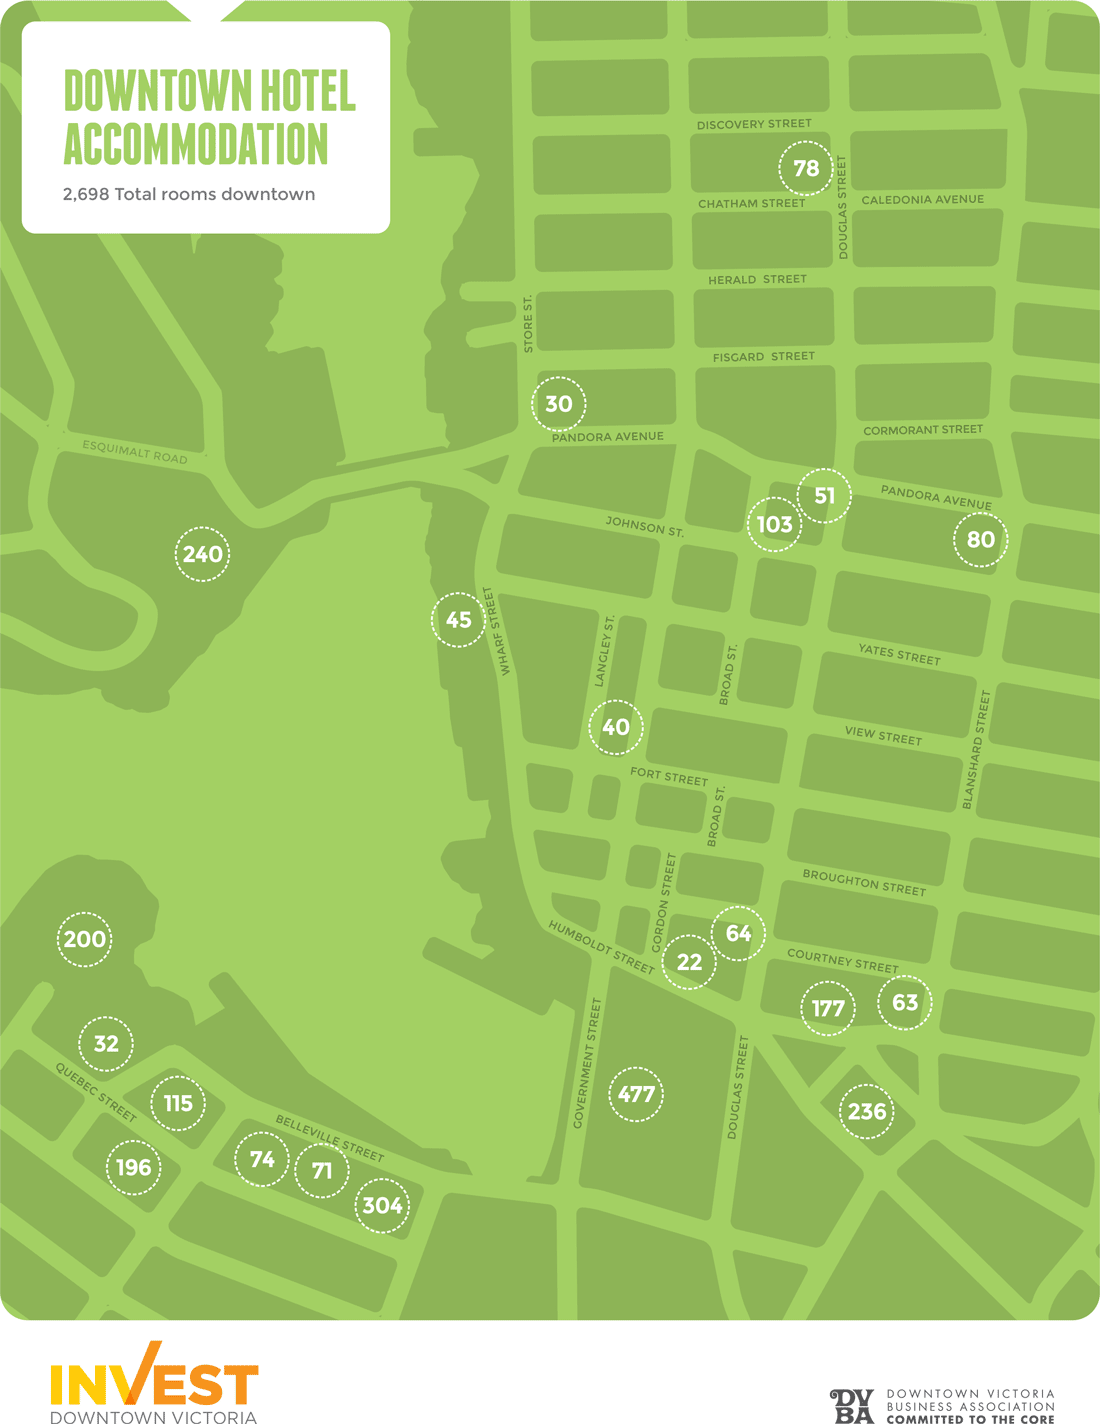 DOWNTOWN HOTEL
ACCOMMODATION
2,698 Total rooms downtown
DISCOVERY STREET
78
DOUGLAS STREET
CHATHAM STREET
CALEDONIA AVENUE
HERALD STREET
STORE ST.
FISGARD STREET
30
PANDORA AVENUE
CORMORANT STREET
ESQUIMALT ROAD
51
PANDORA AVENUE
103
JOHNSON ST.
80
240
45
WHARF STREET
LANGLEY ST.
BROAD ST.
YATES STREET
40
VIEW STREET
BLANSHARD STREET
FORT STREET
BROAD ST.
BROUGHTON STREET
GORDON STREET
200
HUMBOLDT STREET
64
22
COURTNEY STREET
177
63
32
GOVERNMENT STREET
DOUGLAS STREET
QUEBEC STREET
115
477
236
BELLEVILLE STREET
196
74
71
304
INVEST
DOWNTOWN VICTORIA
DVBA
DOWNTOWN VICTORIA
BUSINESS ASSOCIATION
COMMITTED TO THE CORE